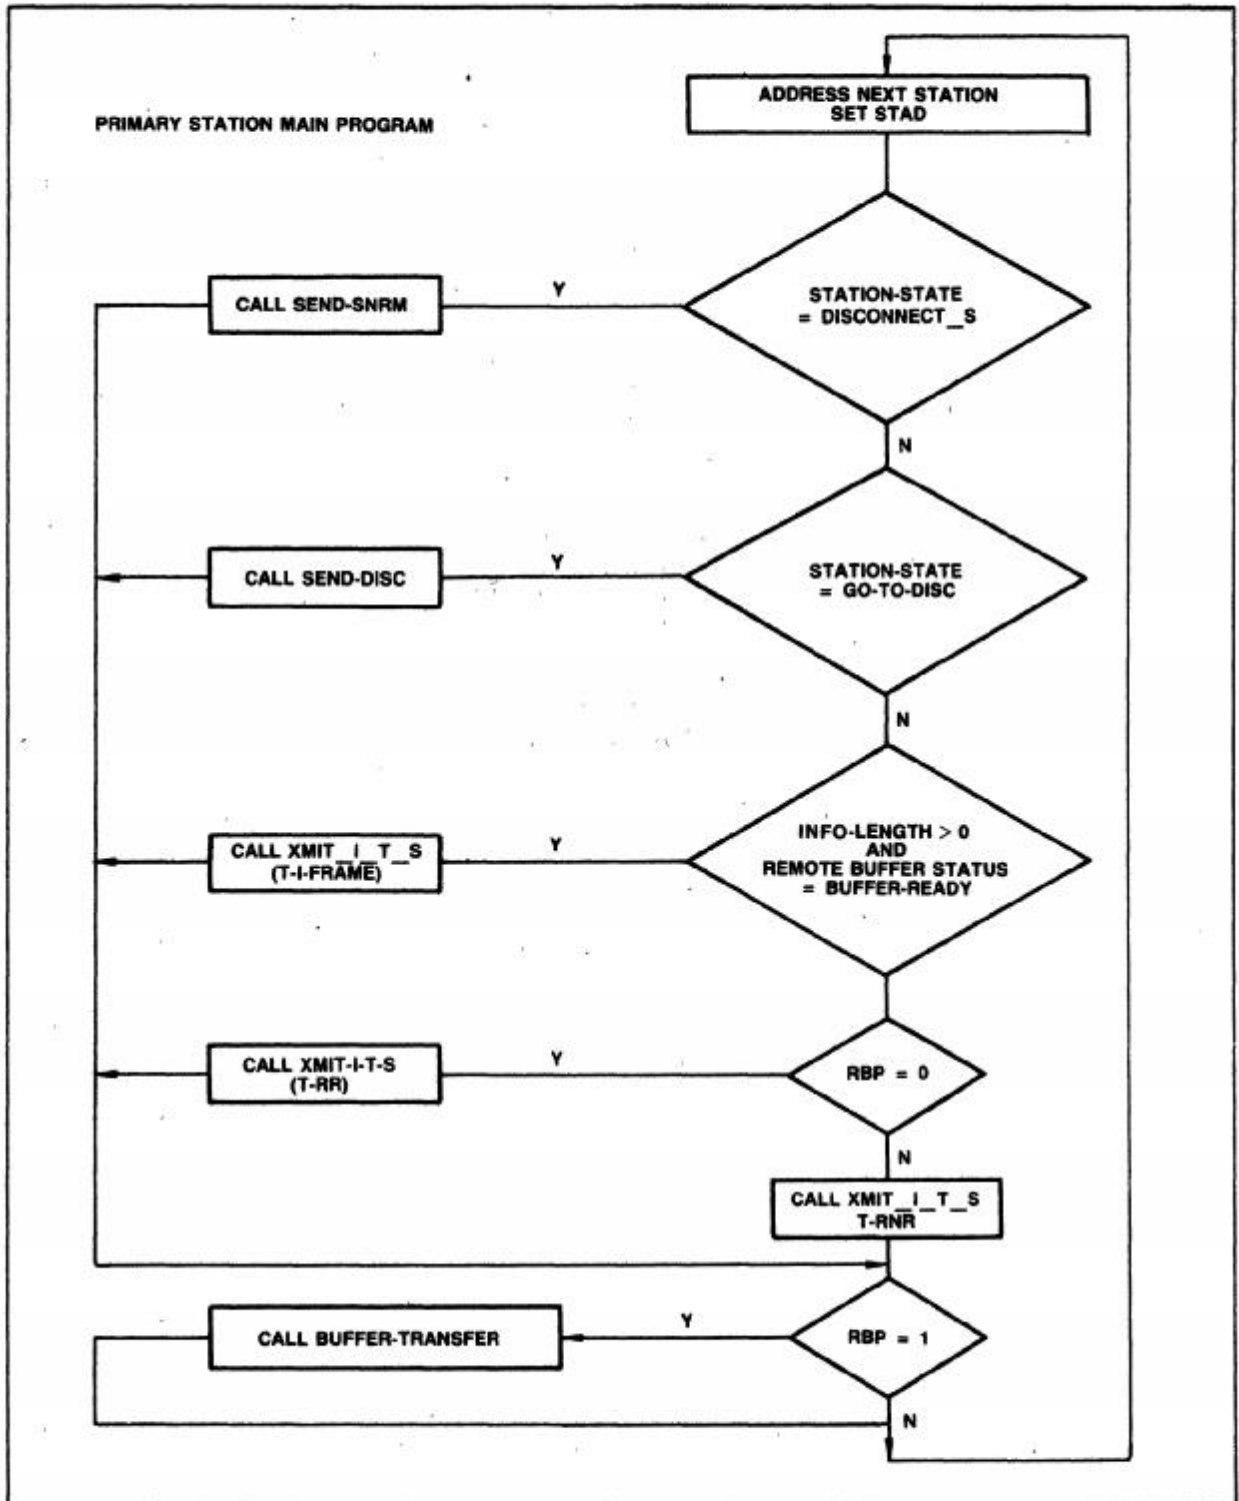 PRIMARY STATION MAIN PROGRAM
ADDRESS NEXT STATION
SET STAD
STATION-STATE
= DISCONNECT_S
Y
CALL SEND-SNRM
N
STATION-STATE
= GO-TO-DISC
Y
CALL SEND-DISC
N
INFO-LENGTH > 0
AND
REMOTE BUFFER STATUS
= BUFFER-READY
Y
CALL XMIT_I_T_S
(T-I-FRAME)
RBP = 0
Y
CALL XMIT-I-T-S
(T-RR)
N
CALL XMIT_I_T_S
T-RNR
RBP = 1
Y
CALL BUFFER-TRANSFER
N